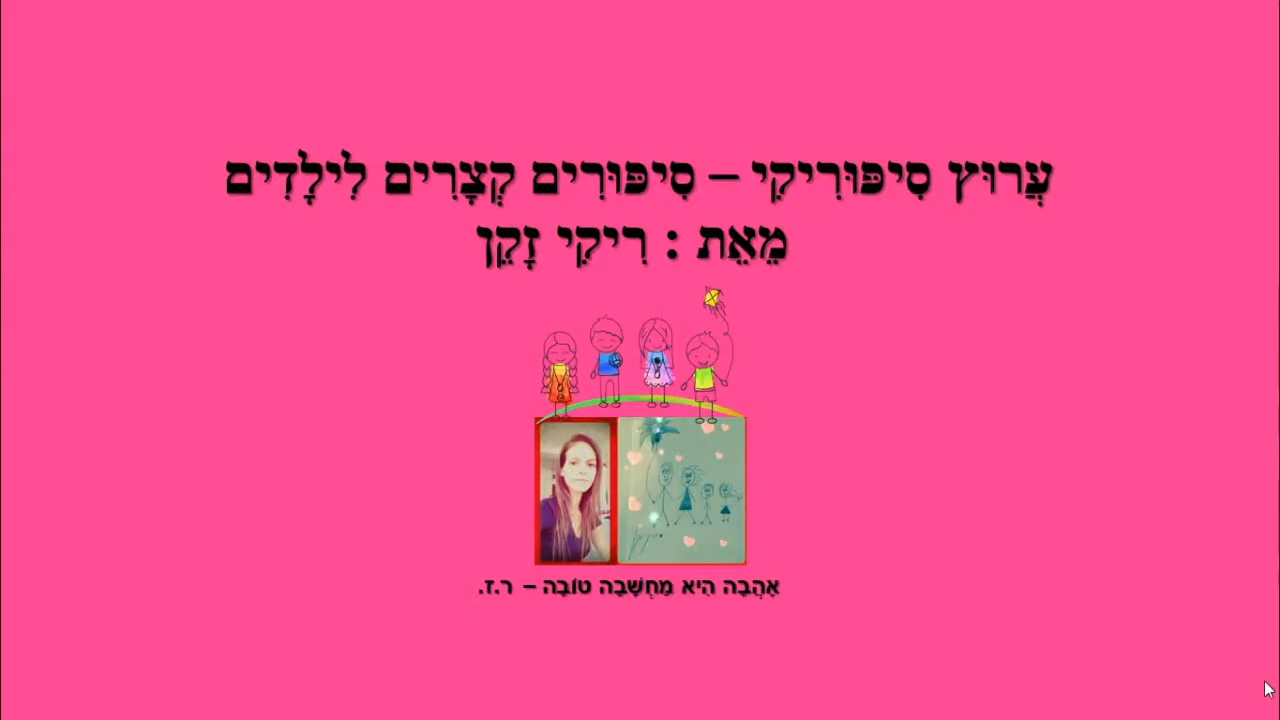 עֲרוּץ סִיפּוּרִיקִי – סִיפּוּרִים קְצָרִים לִילָדִים
מֵאֵת : רִיקִי זָקֵן
אַהֲבָה הִיא מַחְשָׁבָה טוֹבָה – ר.ז.